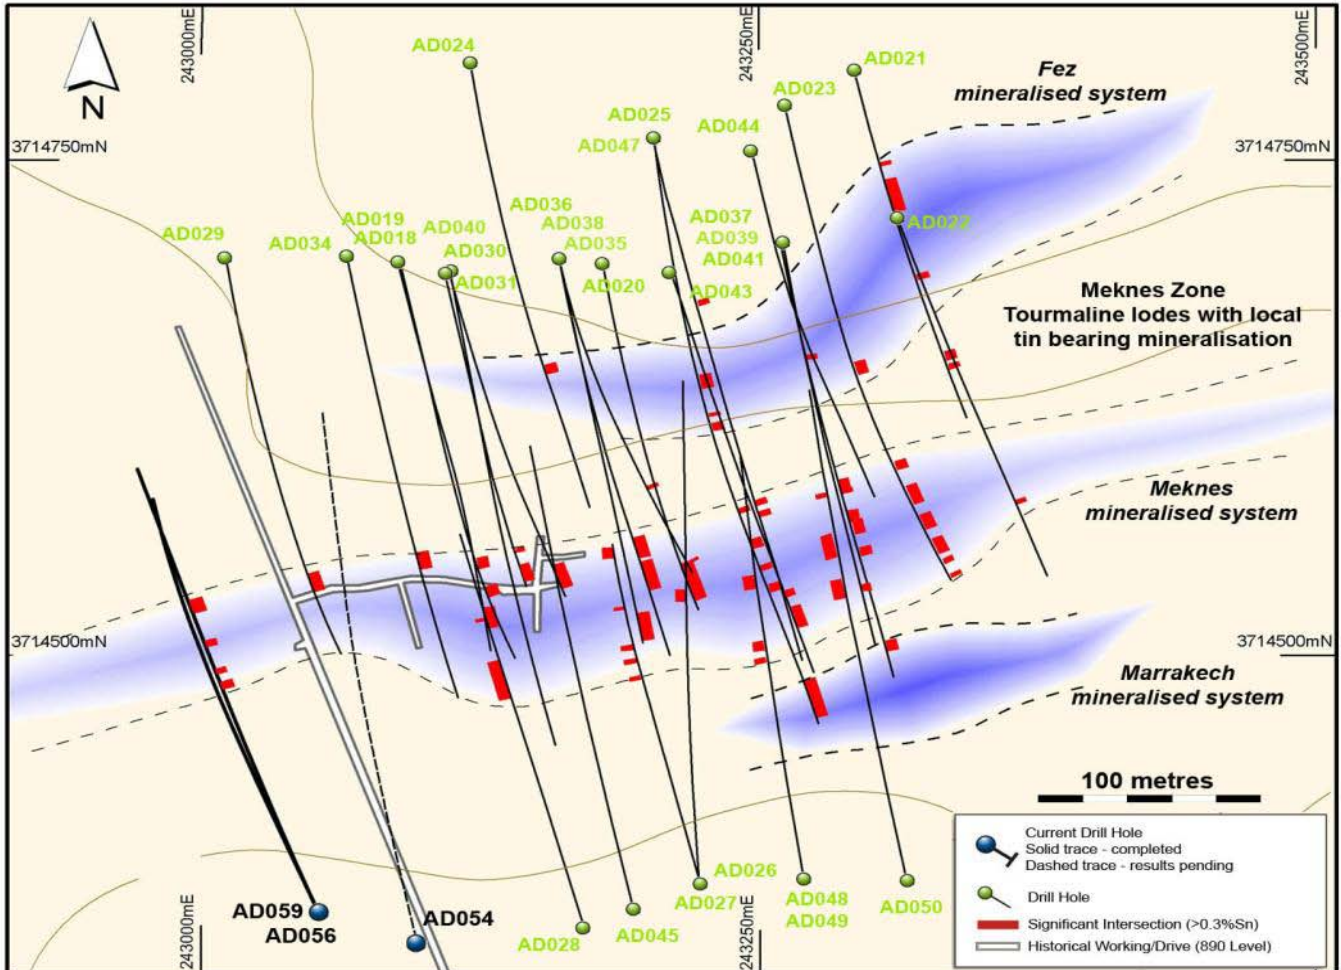 243000mE
243250mE
243500mE
N
AD024
AD021
Fez
mineralised system
AD023
AD025
AD044
AD047
3714750mN
3714750mN
AD036
AD038
AD035
AD020
AD019
AD018
AD040
AD030
AD031
AD037
AD039
AD041
AD043
AD022
AD029
AD034
Meknes Zone
Tourmaline lodes with local
tin bearing mineralisation
Meknes
mineralised system
3714500mN
3714500mN
Marrakech
mineralised system
100 metres
Current Drill Hole
Solid trace - completed
Dashed trace - results pending
Drill Hole
Significant Intersection (>0.3%Sn)
Historical Working/Drive (890 Level)
AD059
AD056
AD054
AD028
AD045
AD026
AD027
AD048
AD049
AD050
243000mE
243250mE